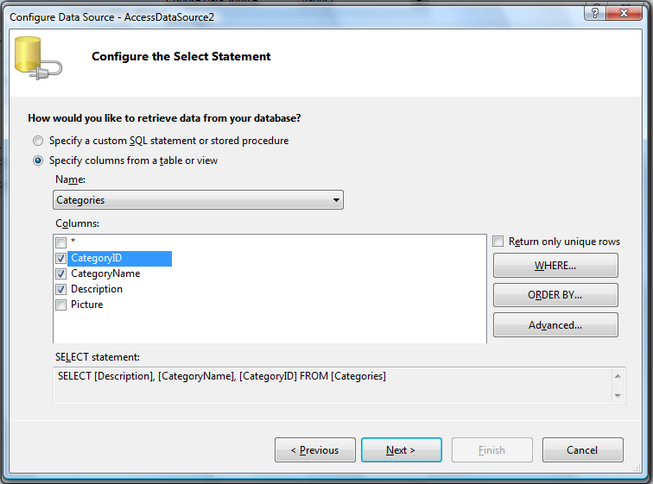 Configure Data Source - AccessDataSource2
Configure the Select Statement
How would you like to retrieve data from your database?
Specify a custom SQL statement or stored procedure
Specify columns from a table or view
Name:
Categories
Columns:
*
CategoryID
CategoryName
Description
Picture
Return only unique rows
WHERE...
ORDER BY...
Advanced...
SELECT statement:
SELECT [Description], [CategoryName], [CategoryID] FROM [Categories]
< Previous
Next >
Finish
Cancel